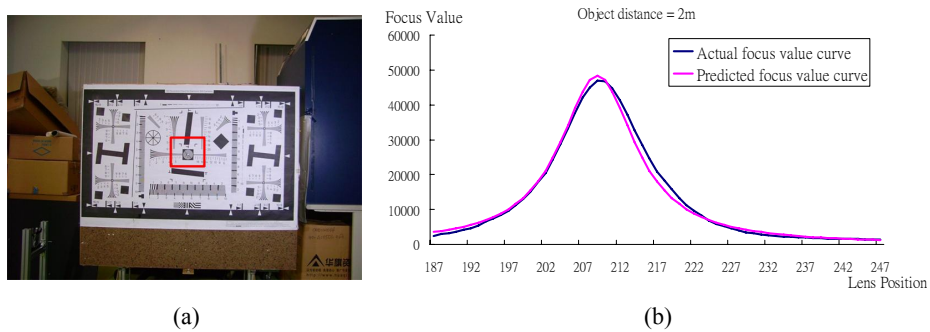 Focus Value
Object distance = 2m
60000
50000
40000
30000
20000
10000
0
Actual focus value curve
Predicted focus value curve
187 192 197 202 207 212 217 222 227 232 237 242 247
Lens Position
(a)
(b)